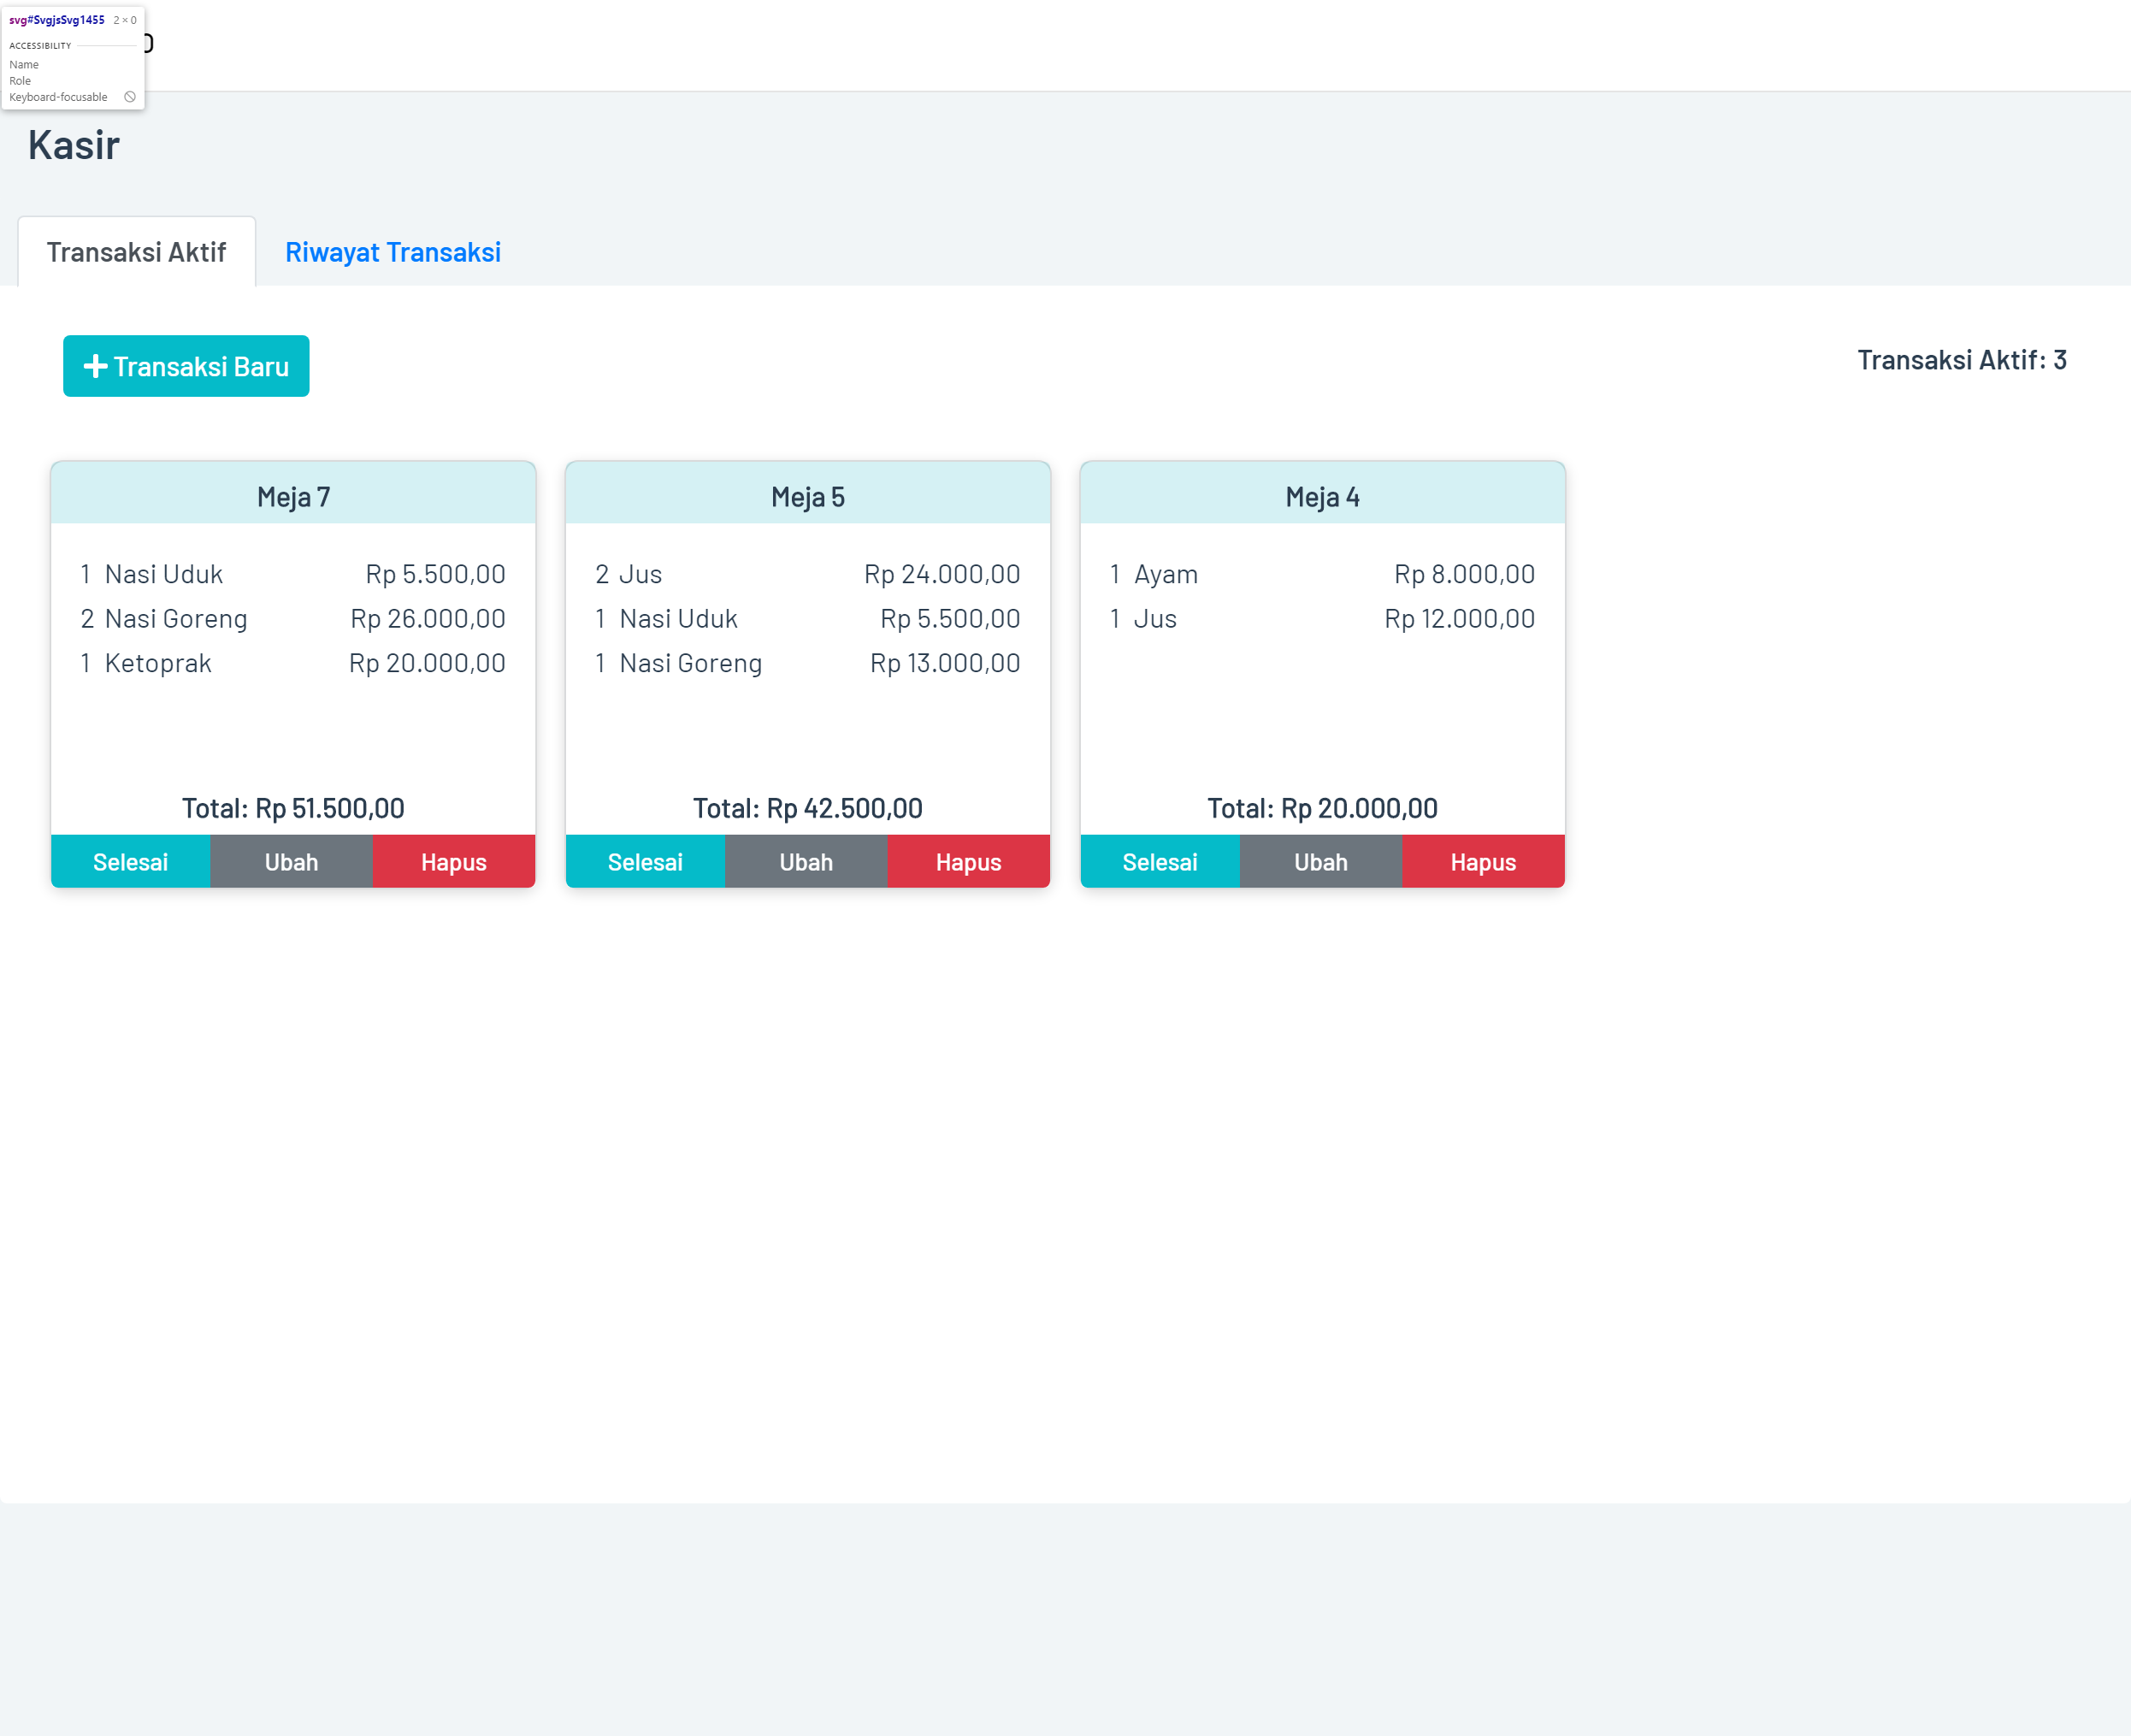 svg#SvgjsSvg1455 2 × 0
ACCESSIBILITY
Name
Role
Keyboard-focusable
Kasir
Transaksi Aktif
Riwayat Transaksi
Transaksi Baru
Transaksi Aktif: 3
Meja 7
1 Nasi Uduk Rp 5.500,00
2 Nasi Goreng Rp 26.000,00
1 Ketoprak Rp 20.000,00
Total: Rp 51.500,00
Selesai Ubah Hapus
Meja 5
2 Jus Rp 24.000,00
1 Nasi Uduk Rp 5.500,00
1 Nasi Goreng Rp 13.000,00
Total: Rp 42.500,00
Selesai Ubah Hapus
Meja 4
1 Ayam Rp 8.000,00
1 Jus Rp 12.000,00
Total: Rp 20.000,00
Selesai Ubah Hapus